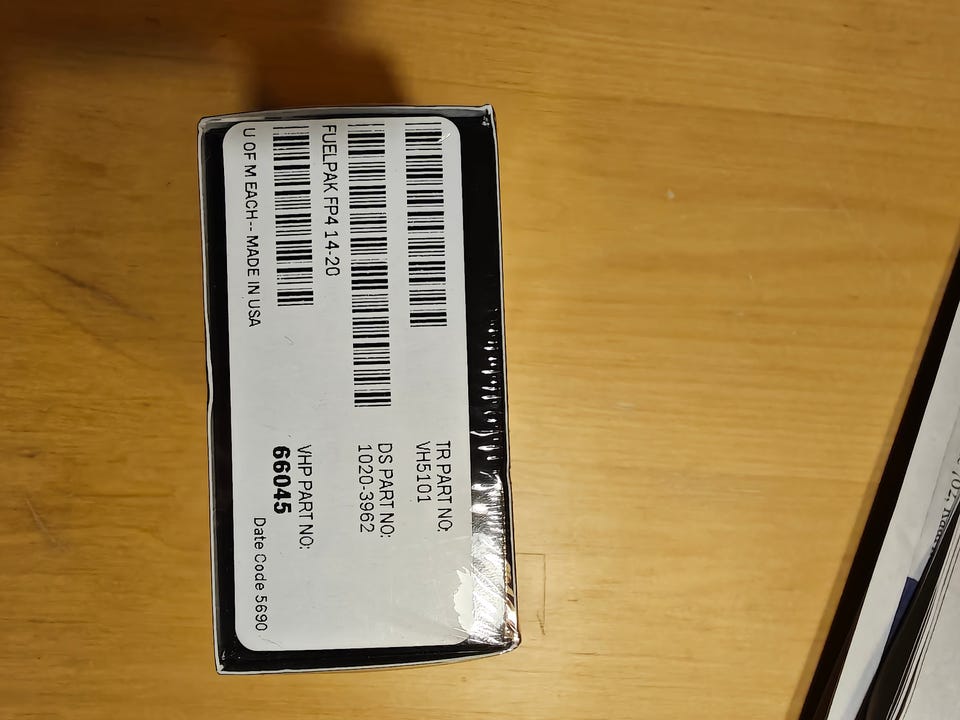 TR PART NO:
VH5101
DS PART NO:
1020-3962
FUELPAK FP4 14-20
VHP PART NO:
66045
U OF M EACH-- MADE IN USA
Date Code 5690